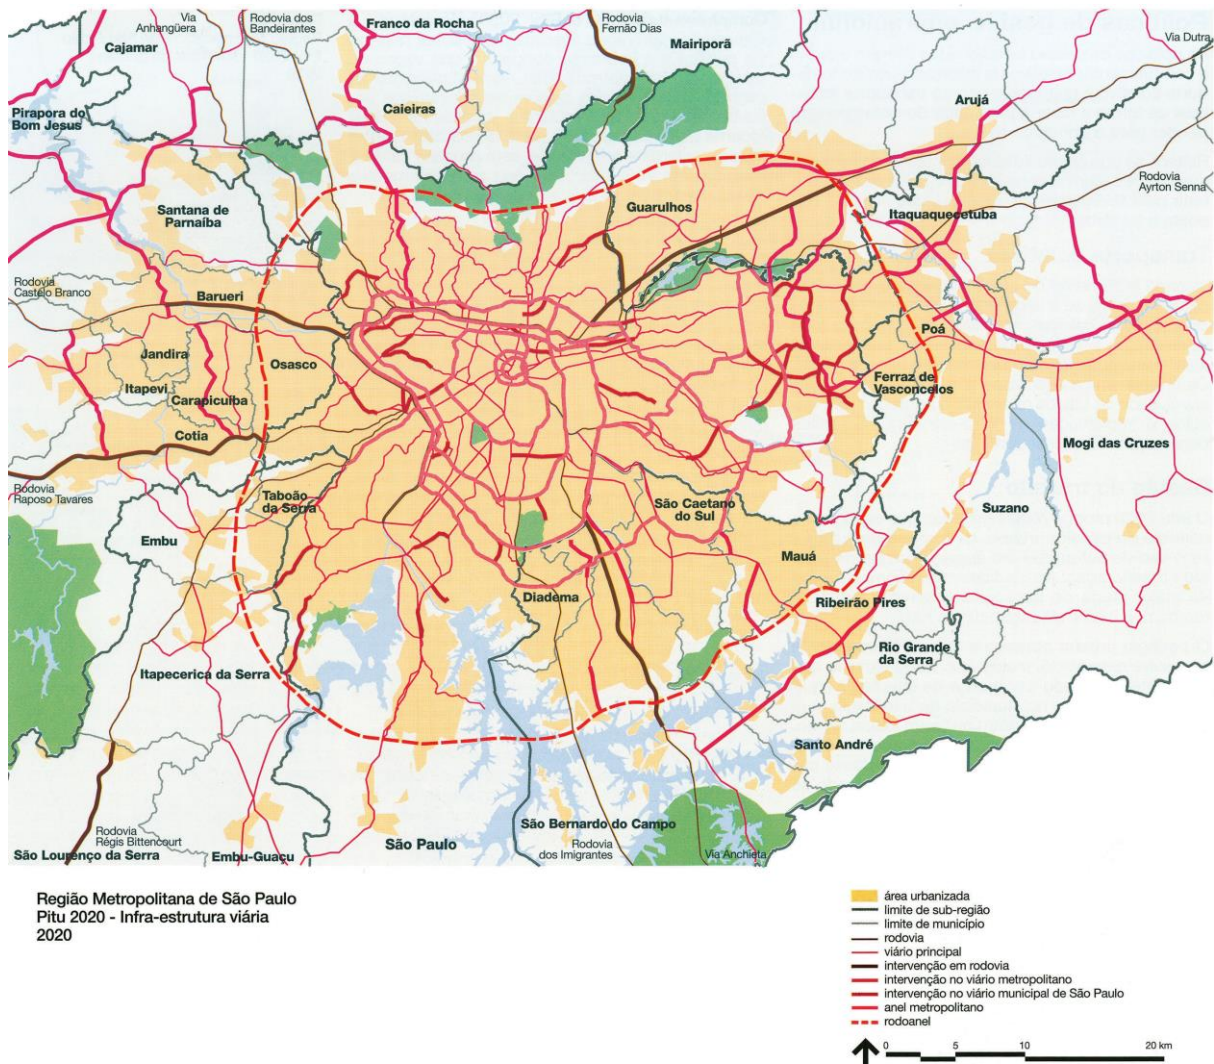 Via
Anhangüera
Rodovia dos
Bandeirantes
Franco da Rocha
Rodovia
Fernão Dias
Mairiporã
Via Dutra
Cajamar
Pirapora do
Bom Jesus
Caieiras
Arujá
Rodovia
Ayrton Senna
Santana de
Parnaíba
Guarulhos
Itaquaquecetuba
Rodovia
Castelo Branco
Barueri
Poá
Jandira
Osasco
Itapevi
Carapicuíba
Ferraz de
Vasconcelos
Cotia
Mogi das Cruzes
Rodovia
Raposo Tavares
Taboão
da Serra
São Caetano
do Sul
Suzano
Embu
Mauá
Diadema
Ribeirão Pires
Rio Grande
da Serra
Itapecerica da Serra
Santo André
São Bernardo do Campo
Rodovia
Régis Bittencourt
São Paulo
Rodovia
dos Imigrantes
Via Anchieta
São Lourenço da Serra
Embu-Guaçu
Região Metropolitana de São Paulo
Pitu 2020 - Infra-estrutura viária
2020
área urbanizada
limite de sub-região
limite de município
rodovia
viário principal
intervenção em rodovia
intervenção no viário metropolitano
intervenção no viário municipal de São Paulo
anel metropolitano
rodoanel
0 5 10 20 km